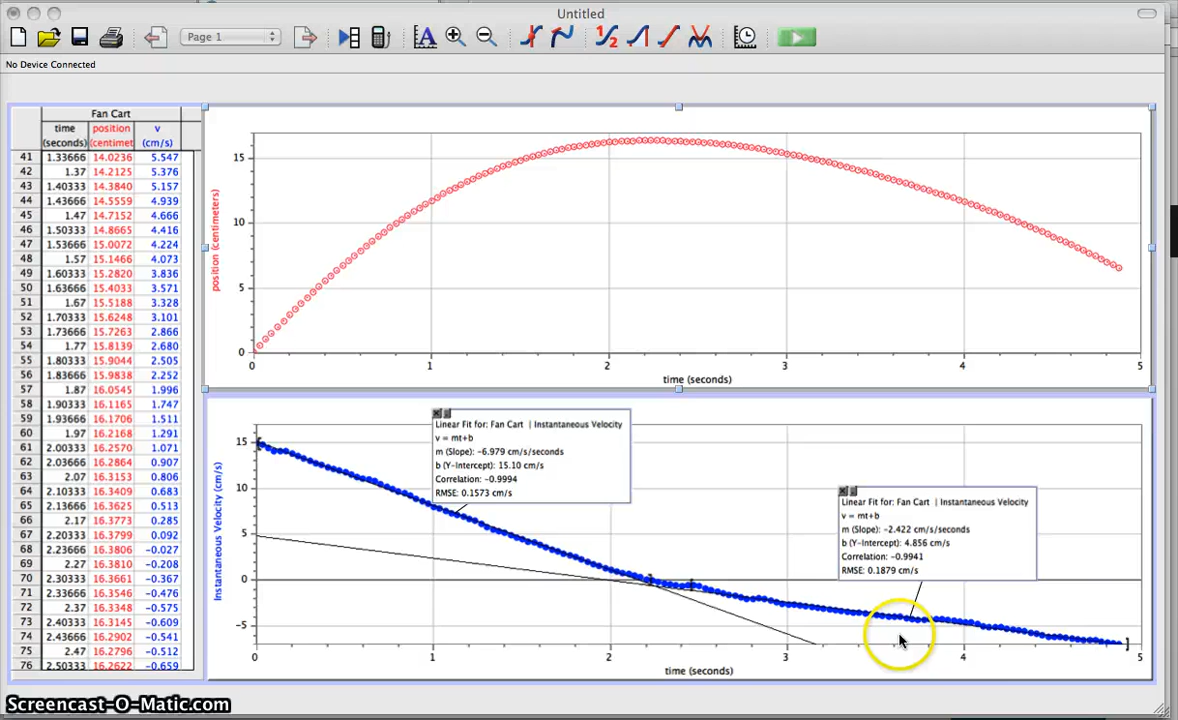 Untitled
Page 1
No Device Connected
Fan Cart
time position v
(seconds) (centimet (cm/s)
41 1.33666 14.0236 5.547
42 1.37 14.2125 5.376
43 1.40333 14.3840 5.157
44 1.43666 14.5559 4.939
45 1.47 14.7152 4.666
46 1.50333 14.8665 4.416
47 1.53666 15.0072 4.224
48 1.57 15.1466 4.073
49 1.60333 15.2820 3.836
50 1.63666 15.4033 3.571
51 1.67 15.5188 3.328
52 1.70333 15.6248 3.101
53 1.73666 15.7263 2.866
54 1.77 15.8139 2.680
55 1.80333 15.9044 2.505
56 1.83666 15.9838 2.252
57 1.87 16.0545 1.996
58 1.90333 16.1165 1.747
59 1.93666 16.1706 1.511
60 1.97 16.2168 1.291
61 2.00333 16.2570 1.071
62 2.03666 16.2864 0.907
63 2.07 16.3153 0.806
64 2.10333 16.3409 0.683
65 2.13666 16.3625 0.513
66 2.17 16.3773 0.285
67 2.20333 16.3799 0.092
68 2.23666 16.3806 -0.027
69 2.27 16.3810 -0.208
70 2.30333 16.3661 -0.367
71 2.33666 16.3546 -0.476
72 2.37 16.3348 -0.575
73 2.40333 16.3145 -0.609
74 2.43666 16.2902 -0.541
75 2.47 16.2796 -0.512
76 2.50333 16.2622 -0.659
position (centimeters)
15
10
5
0
0 1 2 3 4 5
time (seconds)
Instantaneous Velocity (cm/s)
15
10
5
0
-5
0 1 2 3 4 5
time (seconds)
Linear Fit for: Fan Cart | Instantaneous Velocity
v = mt+b
m (Slope): -6.979 cm/s/seconds
b (Y-Intercept): 15.10 cm/s
Correlation: -0.9994
RMSE: 0.1573 cm/s
Linear Fit for: Fan Cart | Instantaneous Velocity
v = mt+b
m (Slope): -2.422 cm/s/seconds
b (Y-Intercept): 4.856 cm/s
Correlation: -0.9941
RMSE: 0.1879 cm/s
Screencast-O-Matic.com